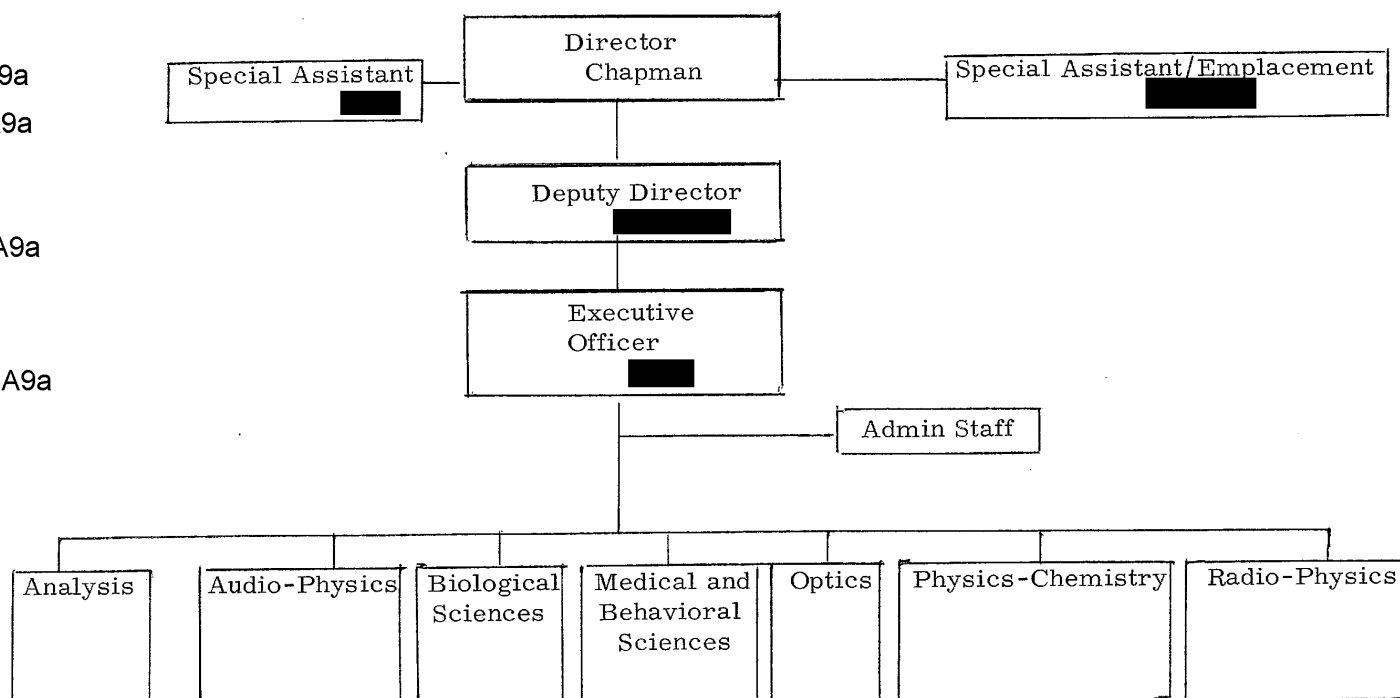 Director
Chapman
9a
Special Assistant
Special Assistant/Emplacement
9a
Deputy Director
A9a
Executive
Officer
A9a
Admin Staff
Analysis
Audio-Physics
Biological
Sciences
Medical and
Behavioral
Sciences
Optics
Physics-Chemistry
Radio-Physics